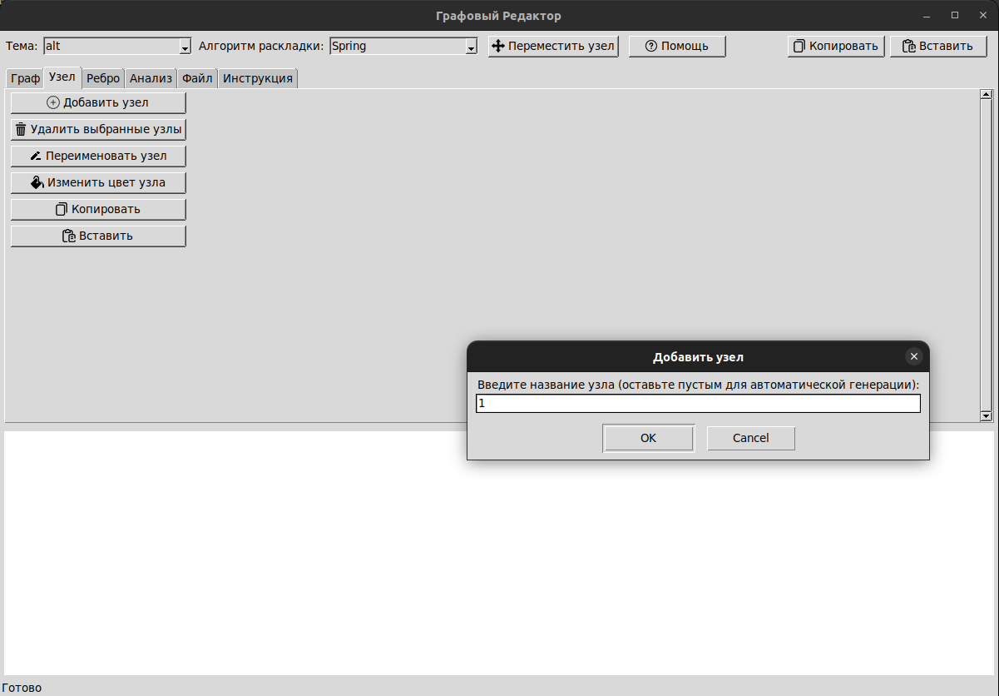 Графовый Редактор
Тема: alt Алгоритм раскладки: Spring Переместить узел Помощь Копировать Вставить
Граф Узел Ребро Анализ Файл Инструкция
Добавить узел
Удалить выбранные узлы
Переименовать узел
Изменить цвет узла
Копировать
Вставить
Добавить узел
Введите название узла (оставьте пустым для автоматической генерации):
1
OK Cancel
Готово